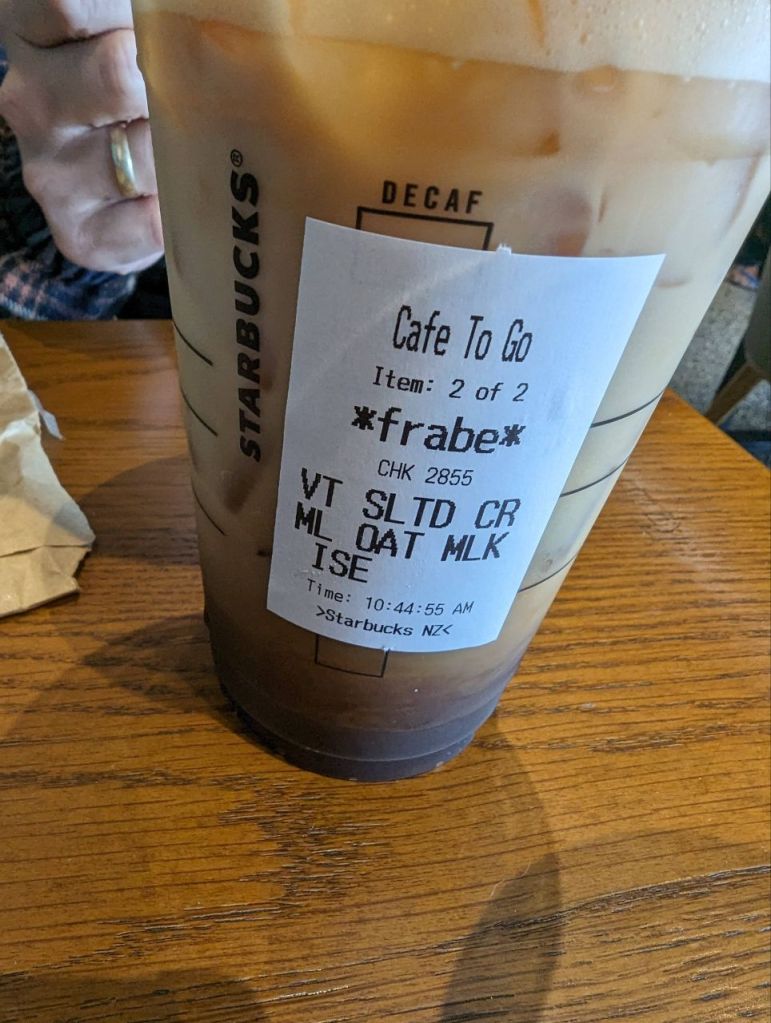 STARBUCKS®
DECAF
Cafe To Go
Item: 2 of 2
*frabe*
CHK 2855
VT SLTD CR
ML OAT MLK
ISE
Time: 10:44:55 AM
>Starbucks NZ<